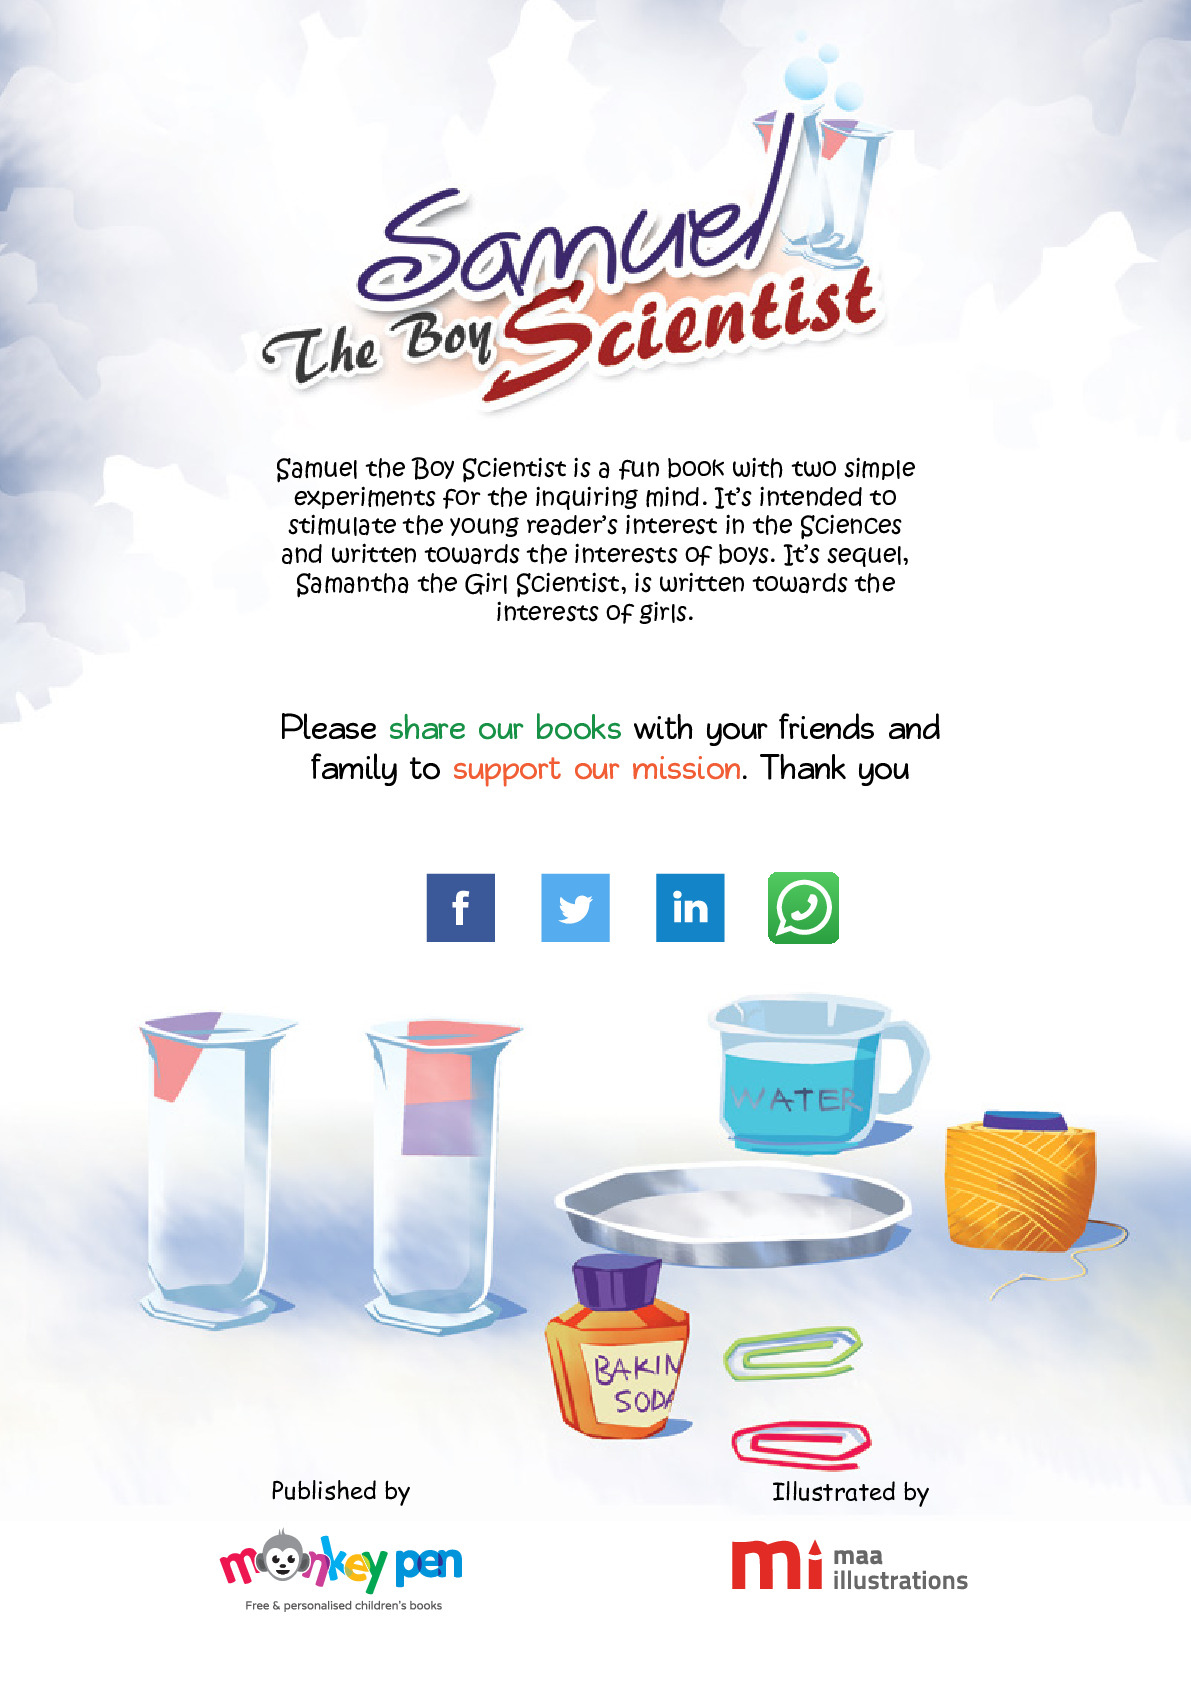 Samuel
The Boy Scientist
Samuel the Boy Scientist is a fun book with two simple
experiments for the inquiring mind. It's intended to
stimulate the young reader's interest in the Sciences
and written towards the interests of boys. It's sequel,
Samantha the Girl Scientist, is written towards the
interests of girls.
Please share our books with your friends and
family to support our mission. Thank you
f
in
WATER
BAKIN
SODA
Published by
Illustrated by
monkey pen
Free & personalised children's books
mi maa
illustrations